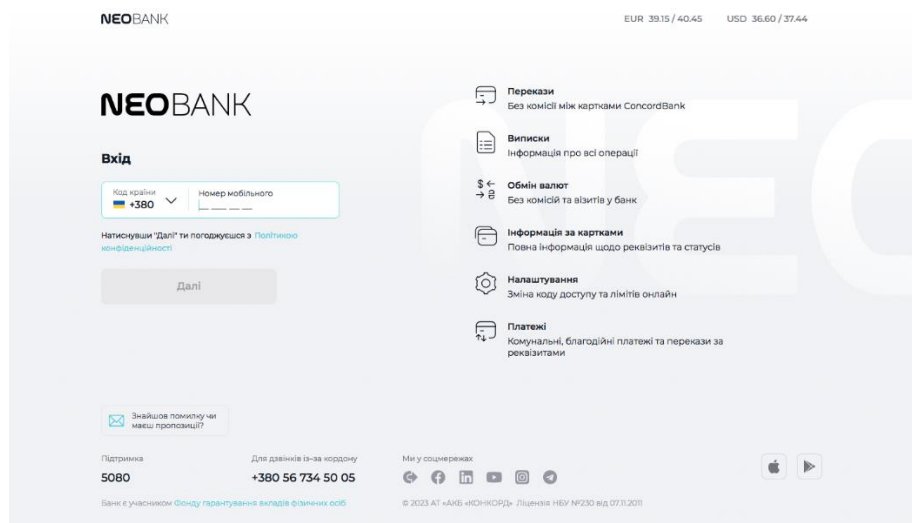 NEOBANK
EUR 39.15 / 40.45 USD 36.60 / 37.44
NEOBANK
Вхід
Код країни
+380
Номер мобільного
Натиснувши "Далі" ти погоджуєшся з Політикою
конфіденційності
Далі
Перекази
Без комісії між картками ConcordBank
Виписки
Інформація про всі операції
Обмін валют
Без комісій та візитів у банк
Інформація за картками
Повна інформація щодо реквізитів та статусів
Налаштування
Зміна коду доступу та лімітів онлайн
Платежі
Комунальні, благодійні платежі та перекази за
реквізитами
NEO
Знайшов помилку чи
маєш пропозиції?
Підтримка
5080
Для дзвінків із-за кордону
+380 56 734 50 05
Ми у соцмережах
Банк є учасником Фонду гарантування вкладів фізичних осіб
© 2023 АТ «АКБ «КОНКОРД» Ліцензія НБУ №230 від 07.11.2011